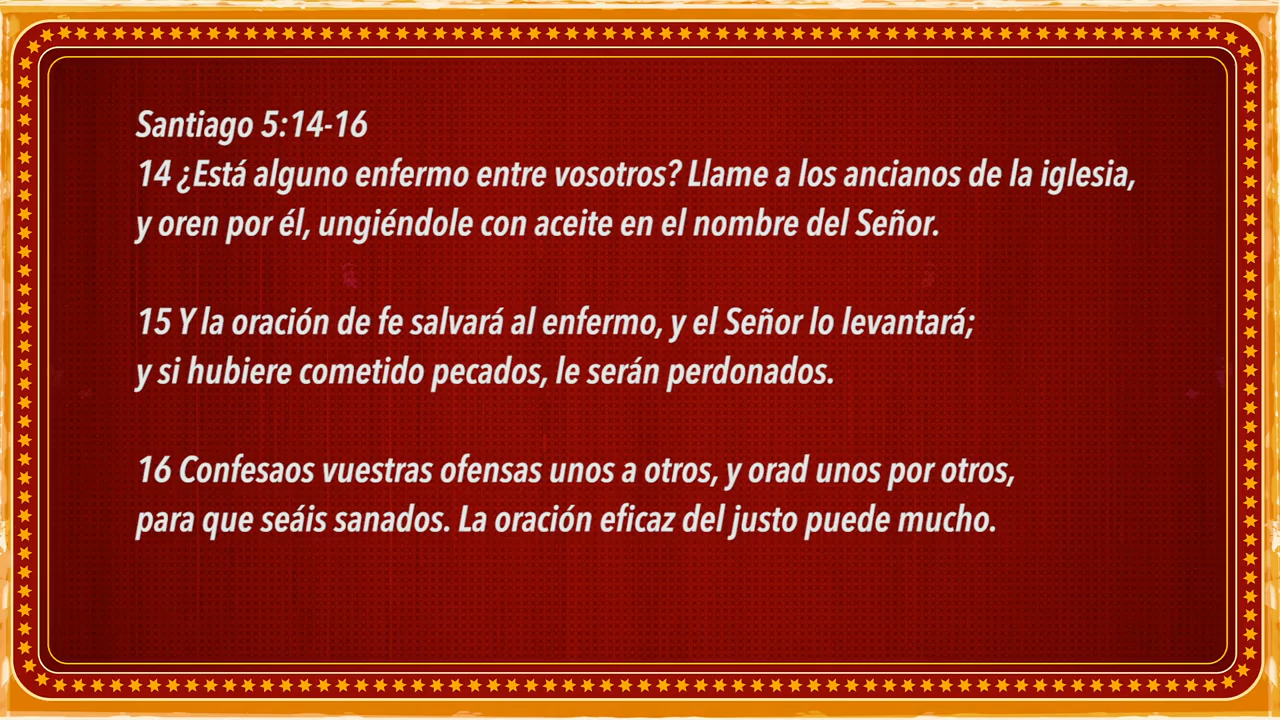 Santiago 5:14-16
14 ¿Está alguno enfermo entre vosotros? Llame a los ancianos de la iglesia,
y oren por él, ungiéndole con aceite en el nombre del Señor.
15 Y la oración de fe salvará al enfermo, y el Señor lo levantará;
y si hubiere cometido pecados, le serán perdonados.
16 Confesaos vuestras ofensas unos a otros, y orad unos por otros,
para que seáis sanados. La oración eficaz del justo puede mucho.